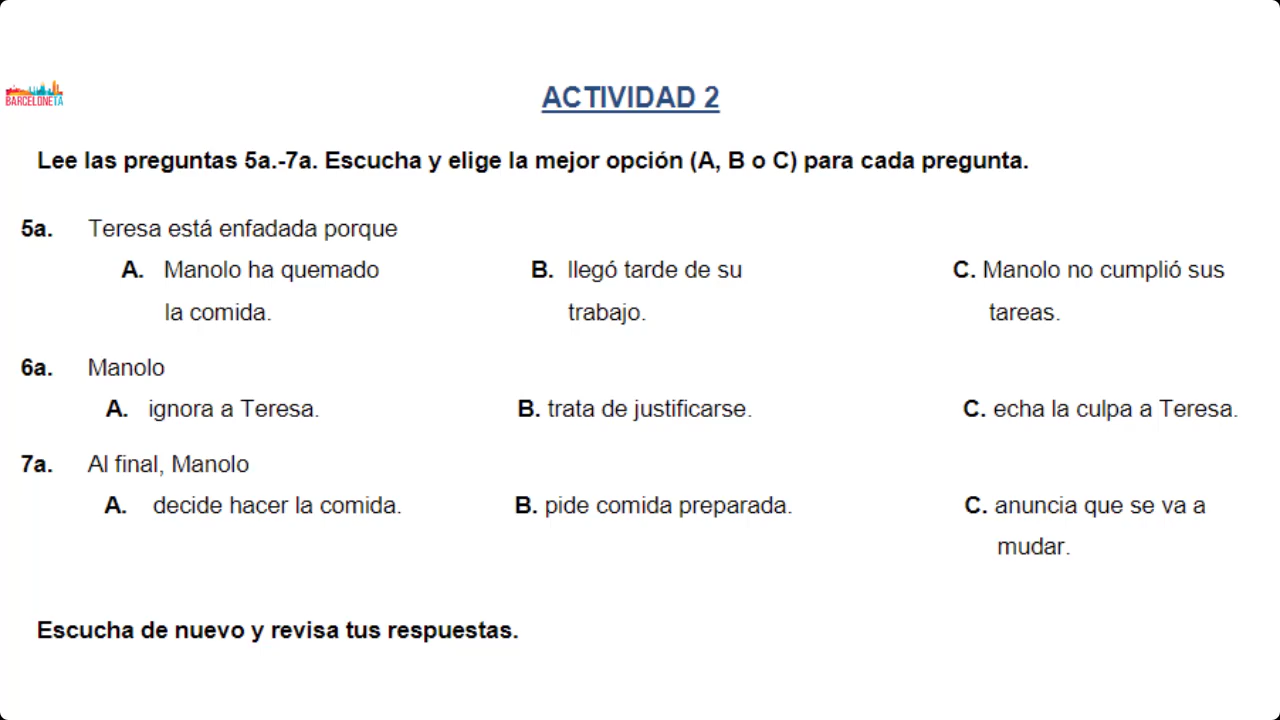 BARCELONETA
ACTIVIDAD 2
Lee las preguntas 5a.-7a. Escucha y elige la mejor opción (A, B o C) para cada pregunta.
5a. Teresa está enfadada porque
A. Manolo ha quemado la comida.
B. llegó tarde de su trabajo.
C. Manolo no cumplió sus tareas.
6a. Manolo
A. ignora a Teresa.
B. trata de justificarse.
C. echa la culpa a Teresa.
7a. Al final, Manolo
A. decide hacer la comida.
B. pide comida preparada.
C. anuncia que se va a mudar.
Escucha de nuevo y revisa tus respuestas.